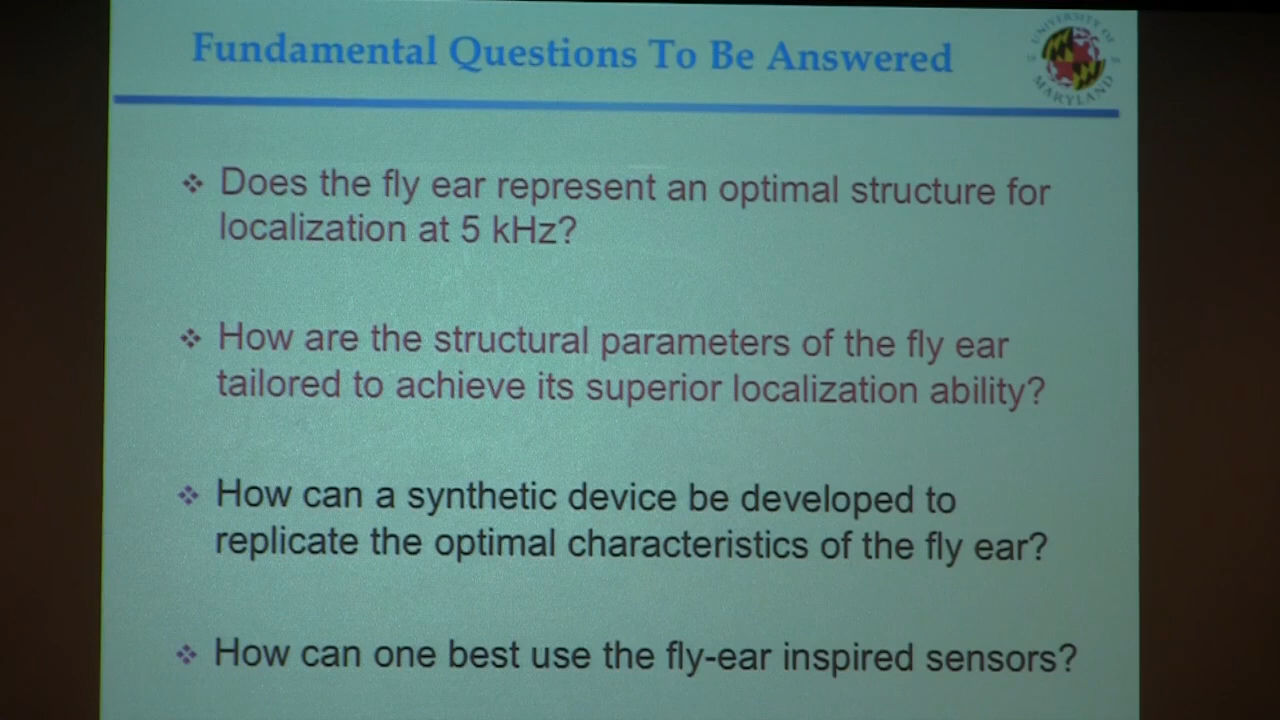 Fundamental Questions To Be Answered
UNIVERSITY OF
MARYLAND
❖ Does the fly ear represent an optimal structure for
localization at 5 kHz?
❖ How are the structural parameters of the fly ear
tailored to achieve its superior localization ability?
❖ How can a synthetic device be developed to
replicate the optimal characteristics of the fly ear?
❖ How can one best use the fly-ear inspired sensors?